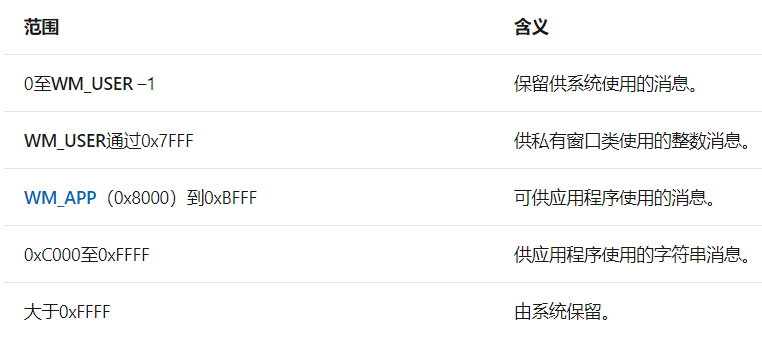 范围 含义
0至WM_USER –1 保留供系统使用的消息。
WM_USER通过0x7FFF 供私有窗口类使用的整数消息。
WM_APP（0x8000）到0xBFFF 可供应用程序使用的消息。
0xC000至0xFFFF 供应用程序使用的字符串消息。
大于0xFFFF 由系统保留。